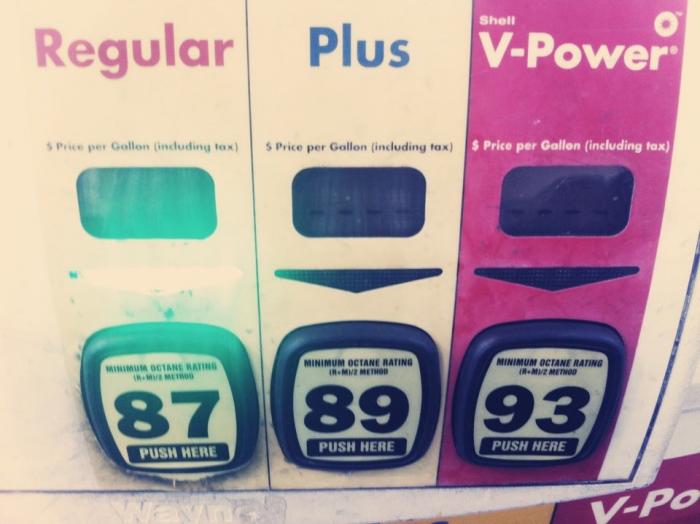 Regular
$ Price per Gallon (including tax)
MINIMUM OCTANE RATING
(R+M)/2 METHOD
87
PUSH HERE
Plus
$ Price per Gallon (including tax)
MINIMUM OCTANE RATING
(R+M)/2 METHOD
89
PUSH HERE
Shell
V-Power®
$ Price per Gallon (including tax)
MINIMUM OCTANE RATING
(R+M)/2 METHOD
93
PUSH HERE
Wayne
V-Po